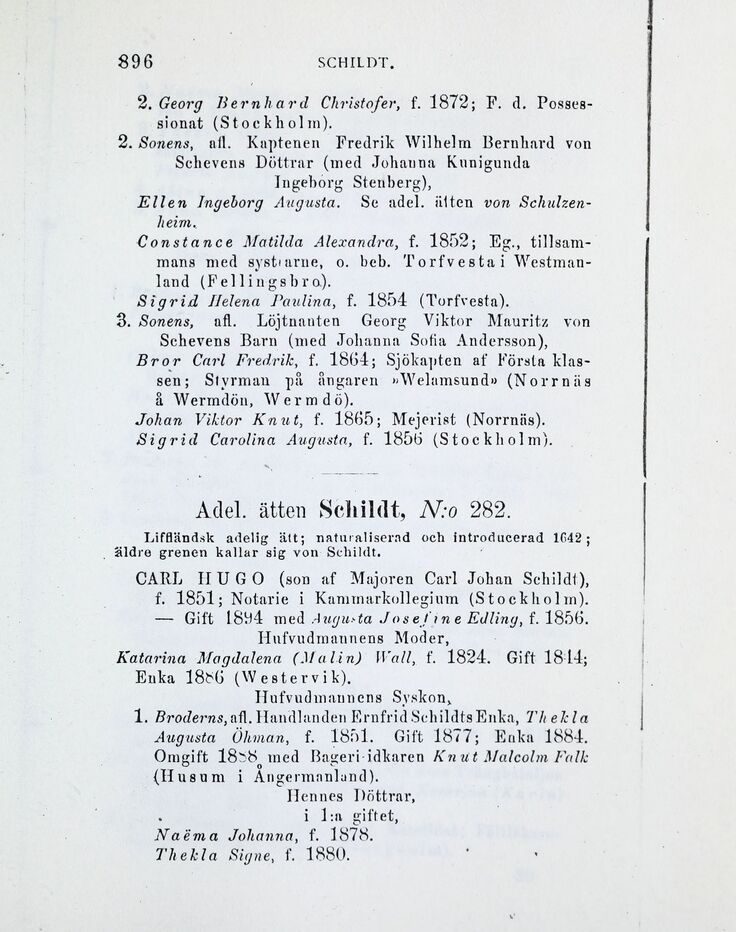 896 SCHILDT.
2. Georg Bernhard Christofer, f. 1872; F. d. Posses-
sionat (Stockholm).
2. Sonens, afl. Kaptenen Fredrik Wilhelm Bernhard von
Schevens Döttrar (med Johanna Kunigunda
Ingeborg Stenberg),
Ellen Ingeborg Augusta. Se adel. ätten von Schulzen-
heim.
Constance Matilda Alexandra, f. 1852; Eg., tillsam-
mans med systrarne, o. beb. Torfvesta i Westman-
land (Fellingsbro).
Sigrid Helena Paulina, f. 1854 (Torfvesta).
3. Sonens, afl. Löjtnanten Georg Viktor Mauritz von
Schevens Barn (med Johanna Sofia Andersson),
Bror Carl Fredrik, f. 1864; Sjökapten af Första klas-
sen; Styrman på ångaren »Welamsund» (Norrnäs
å Wermdön, Wermdö).
Johan Viktor Knut, f. 1865; Mejerist (Norrnäs).
Sigrid Carolina Augusta, f. 1856 (Stockholm).
Adel. ätten Schildt, N:o 282.
Liffländsk adelig ätt; naturaliserad och introducerad 1642;
äldre grenen kallar sig von Schildt.
CARL HUGO (son af Majoren Carl Johan Schildt),
f. 1851; Notarie i Kammarkollegium (Stockholm).
— Gift 1894 med Augusta Josefine Edling, f. 1856.
Hufvudmannens Moder,
Katarina Magdalena (Malin) Wall, f. 1824. Gift 1844;
Enka 1886 (Westervik).
Hufvudmannens Syskon,
1. Broderns, afl. Handlanden Ernfrid Schildts Enka, Thekla
Augusta Öhman, f. 1851. Gift 1877; Enka 1884.
Omgift 1888 med Bageriidkaren Knut Malcolm Falk
(Husum i Ångermanland).
Hennes Döttrar,
i 1:a giftet,
Naëma Johanna, f. 1878.
Thekla Signe, f. 1880.